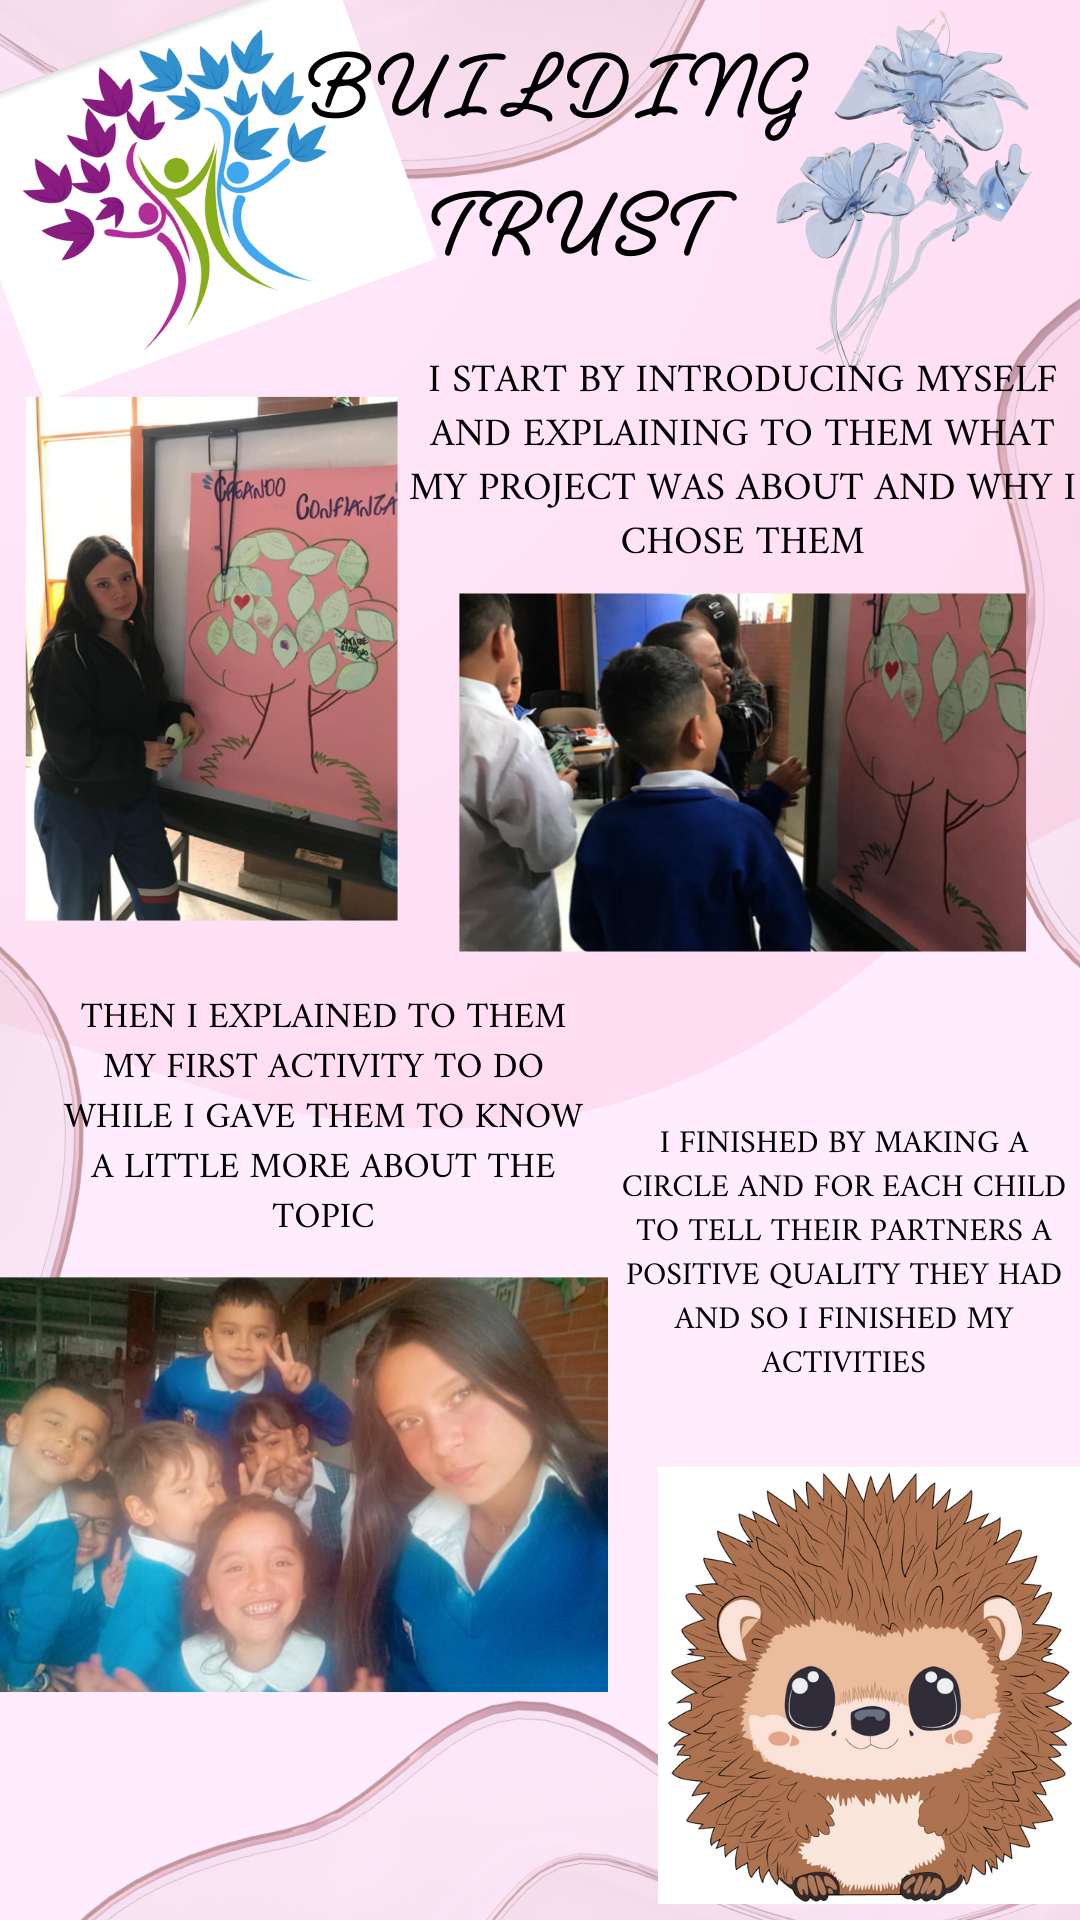 BUILDING
TRUST
I START BY INTRODUCING MYSELF
AND EXPLAINING TO THEM WHAT
MY PROJECT WAS ABOUT AND WHY I
CHOSE THEM
"CREANDO
CONFIANZA"
THEN I EXPLAINED TO THEM
MY FIRST ACTIVITY TO DO
WHILE I GAVE THEM TO KNOW
A LITTLE MORE ABOUT THE
TOPIC
I FINISHED BY MAKING A
CIRCLE AND FOR EACH CHILD
TO TELL THEIR PARTNERS A
POSITIVE QUALITY THEY HAD
AND SO I FINISHED MY
ACTIVITIES